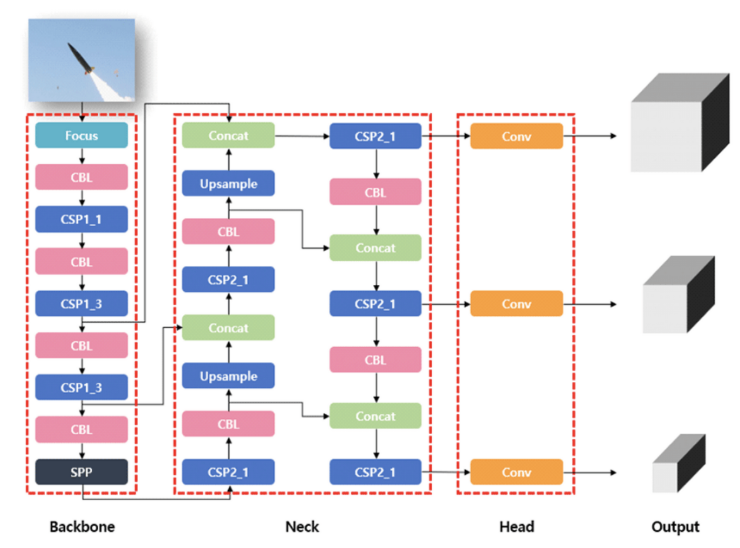 Focus
CBL
CSP1_1
CBL
CSP1_3
CBL
CSP1_3
CBL
SPP
Backbone
Concat
Upsample
CBL
CSP2_1
Concat
Upsample
CBL
CSP2_1
CSP2_1
CBL
Concat
CSP2_1
CBL
Concat
CSP2_1
Neck
Conv
Conv
Conv
Head
Output